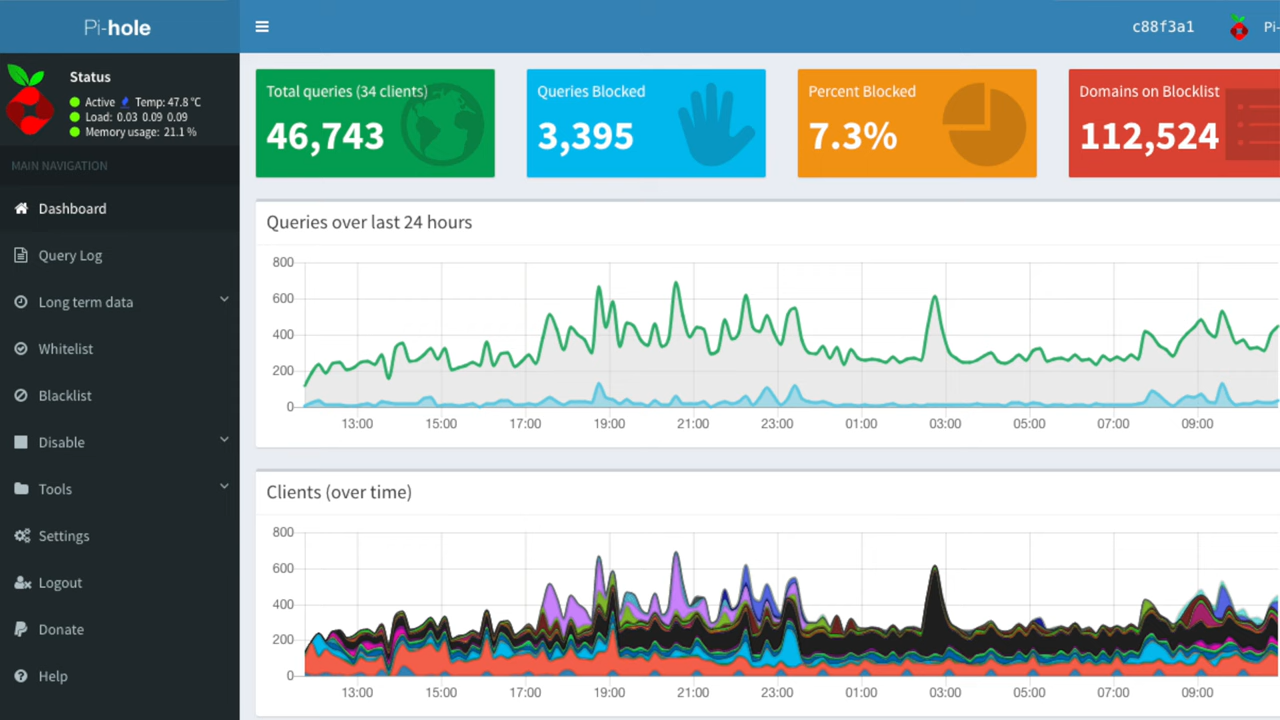 Pi-hole
c88f3a1
Pi-
Status
Active Temp: 47.8 °C
Load: 0.03 0.09 0.09
Memory usage: 21.1 %
MAIN NAVIGATION
Dashboard
Query Log
Long term data
Whitelist
Blacklist
Disable
Tools
Settings
Logout
Donate
Help
Total queries (34 clients)
46,743
Queries Blocked
3,395
Percent Blocked
7.3%
Domains on Blocklist
112,524
Queries over last 24 hours
800
600
400
200
0
13:00 15:00 17:00 19:00 21:00 23:00 01:00 03:00 05:00 07:00 09:00
Clients (over time)
800
600
400
200
0
13:00 15:00 17:00 19:00 21:00 23:00 01:00 03:00 05:00 07:00 09:00